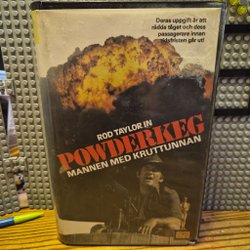 Deras uppgift är att
rädda tåget och dess
passagerare innan
tidsfristen går ut!
ROD TAYLOR IN
POWDERKEG
MANNEN MED KRUTTUNNAN